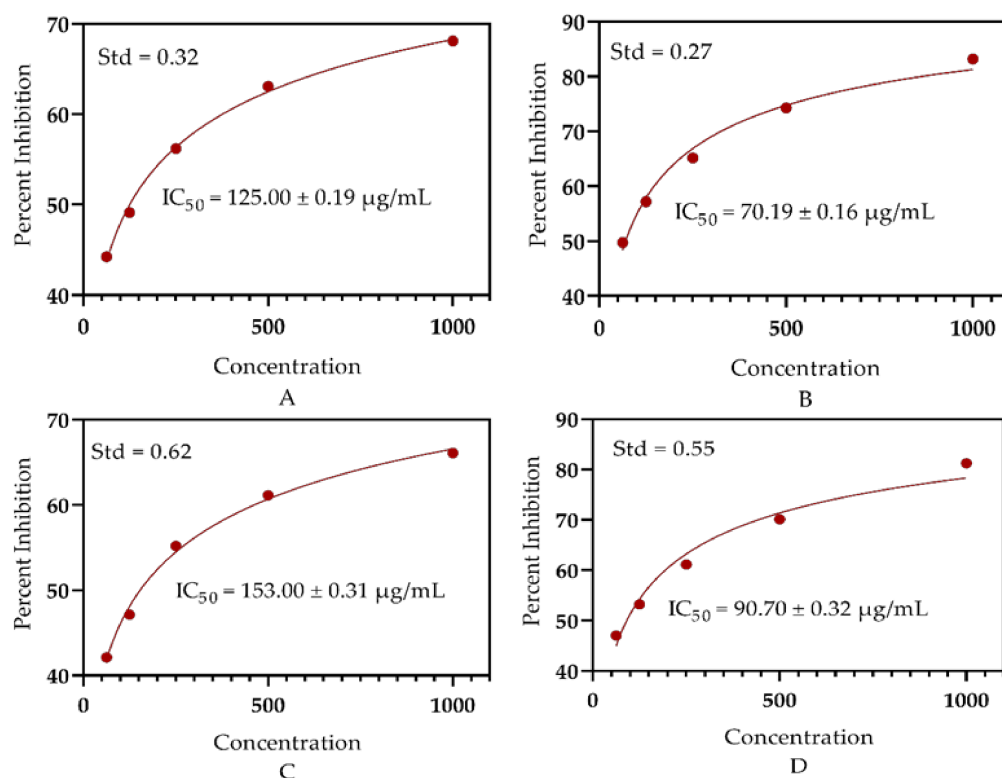 70
Std = 0.32
60
IC50 = 125.00 ± 0.19 µg/mL
50
40
0
500
1000
Percent Inhibition
Concentration
A
90
Std = 0.27
80
70
60
IC50 = 70.19 ± 0.16 µg/mL
50
40
0
500
1000
Percent Inhibition
Concentration
B
70
Std = 0.62
60
IC50 = 153.00 ± 0.31 µg/mL
50
40
0
500
1000
Percent Inhibition
Concentration
C
90
Std = 0.55
80
70
60
IC50 = 90.70 ± 0.32 µg/mL
50
40
0
500
1000
Percent Inhibition
Concentration
D